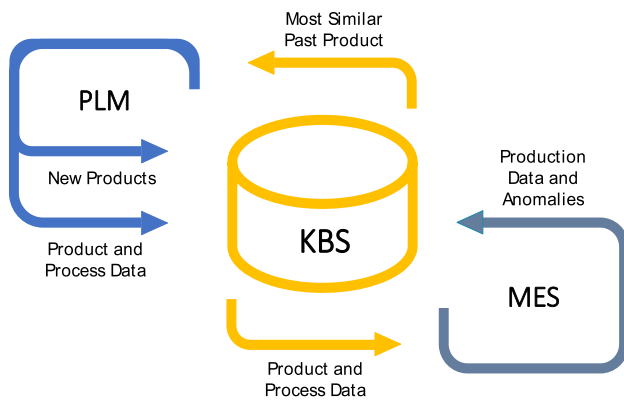 Most Similar
Past Product
PLM
New Products
Product and
Process Data
KBS
Production
Data and
Anomalies
MES
Product and
Process Data